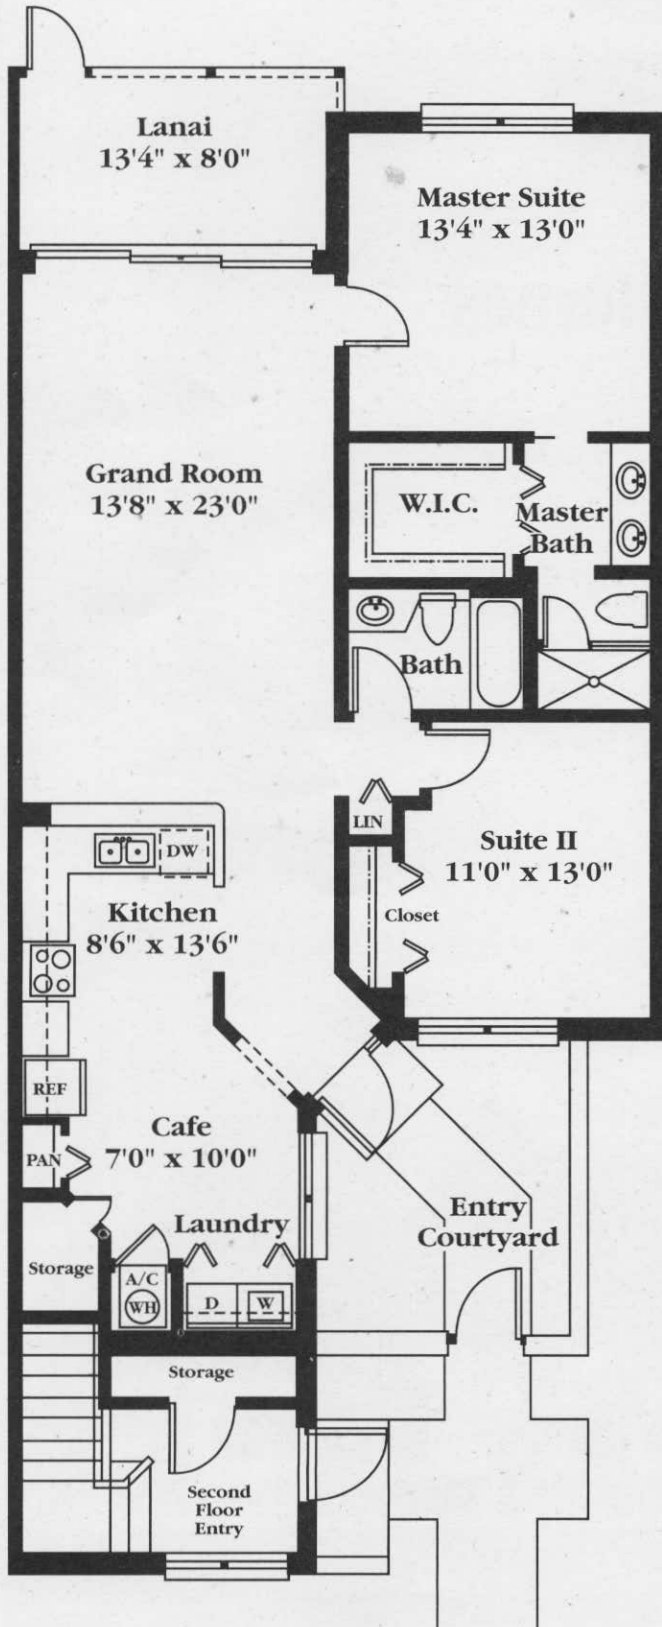 Lanai
13'4" x 8'0"
Master Suite
13'4" x 13'0"
Grand Room
13'8" x 23'0"
W.I.C.
Master
Bath
Bath
LIN
Suite II
11'0" x 13'0"
DW
Kitchen
8'6" x 13'6"
Closet
REF
Cafe
7'0" x 10'0"
PAN
Entry
Courtyard
Laundry
Storage
A/C
WH
D
W
Storage
Second
Floor
Entry